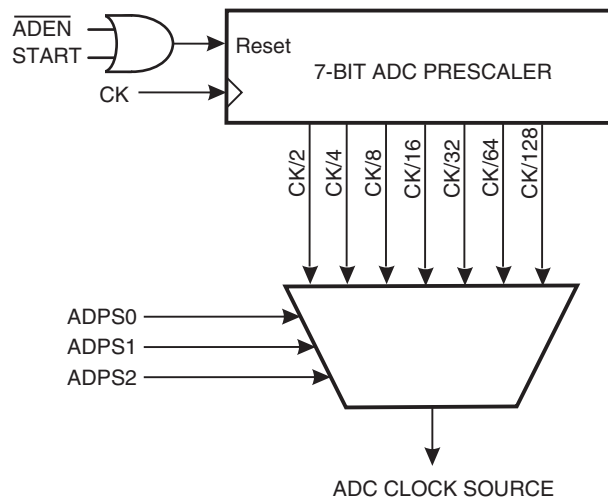 ADEN
START
Reset
7-BIT ADC PRESCALER
CK
CK/2
CK/4
CK/8
CK/16
CK/32
CK/64
CK/128
ADPS0
ADPS1
ADPS2
ADC CLOCK SOURCE